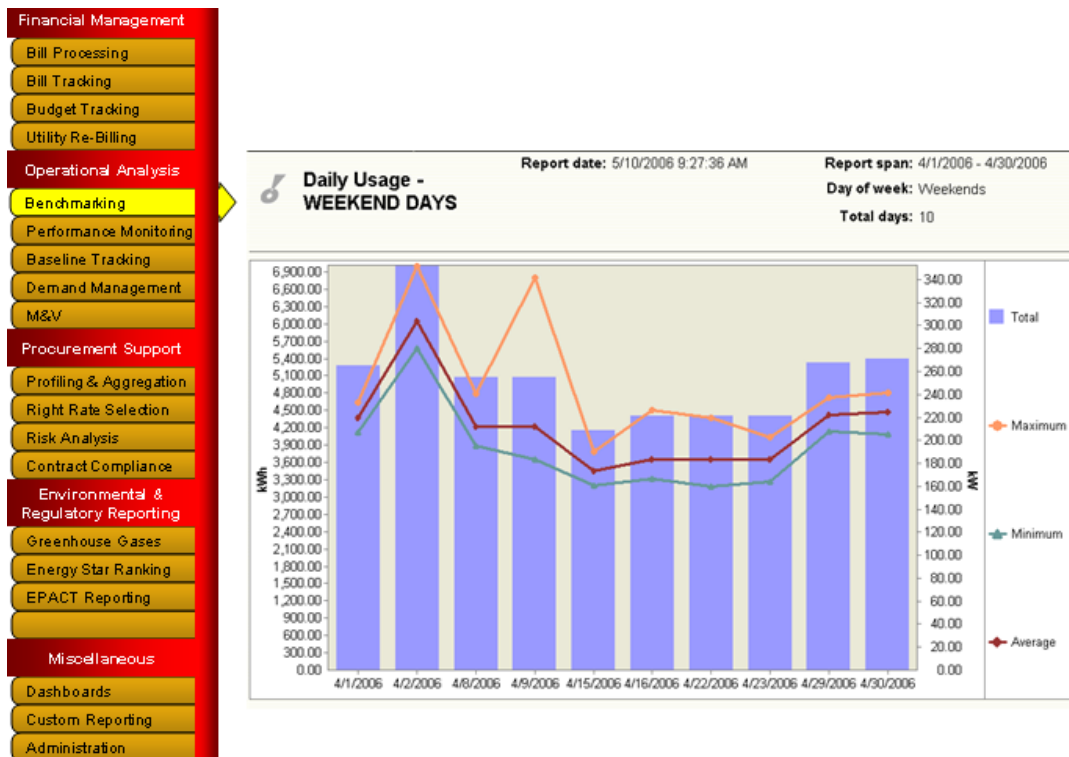 Financial Management
Bill Processing
Bill Tracking
Budget Tracking
Utility Re-Billing
Operational Analysis
Benchmarking
Performance Monitoring
Baseline Tracking
Demand Management
M&V
Procurement Support
Profiling & Aggregation
Right Rate Selection
Risk Analysis
Contract Compliance
Environmental &
Regulatory Reporting
Greenhouse Gases
Energy Star Ranking
EPACT Reporting
Miscellaneous
Dashboards
Custom Reporting
Administration
Daily Usage -
WEEKEND DAYS
Report date: 5/10/2006 9:27:36 AM
Report span: 4/1/2006 - 4/30/2006
Day of week: Weekends
Total days: 10
kWh
6,900.00
6,600.00
6,300.00
6,000.00
5,700.00
5,400.00
5,100.00
4,800.00
4,500.00
4,200.00
3,900.00
3,600.00
3,300.00
3,000.00
2,700.00
2,400.00
2,100.00
1,800.00
1,500.00
1,200.00
900.00
600.00
300.00
0.00
4/1/2006 4/2/2006 4/8/2006 4/9/2006 4/15/2006 4/16/2006 4/22/2006 4/23/2006 4/29/2006 4/30/2006
340.00
320.00
300.00
280.00
260.00
240.00
220.00
200.00
180.00
160.00
140.00
120.00
100.00
80.00
60.00
40.00
20.00
0.00
kW
Total
Maximum
Minimum
Average